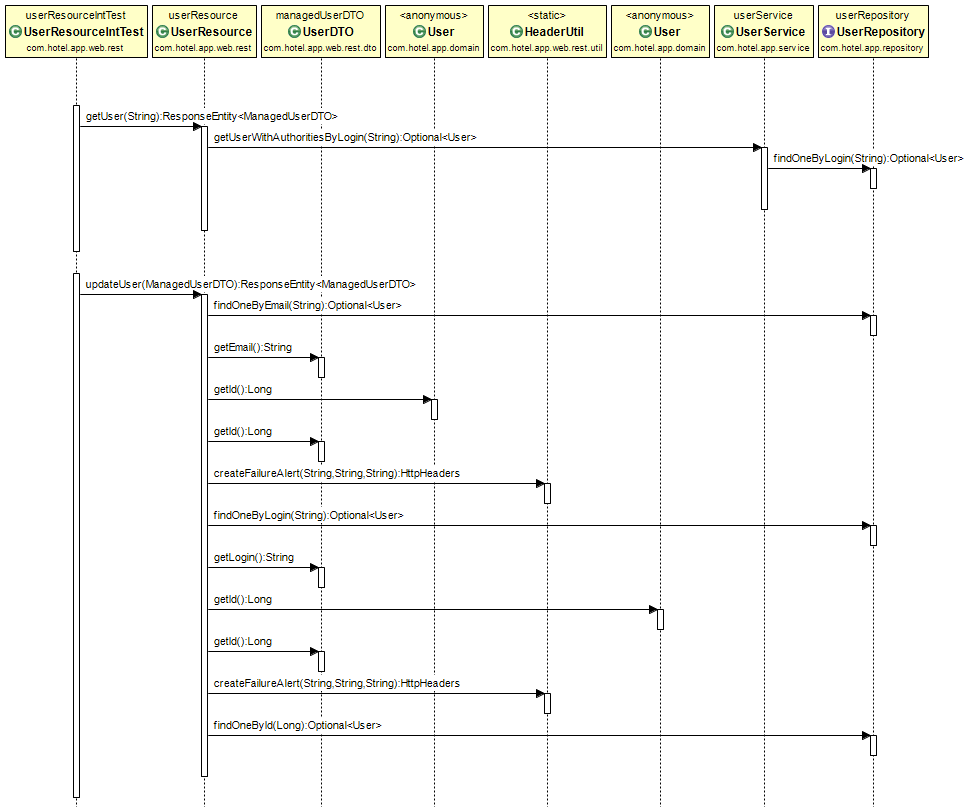 userResourceIntTest
C UserResourceIntTest
com.hotel.app.web.rest
userResource
C UserResource
com.hotel.app.web.rest
managedUserDTO
C UserDTO
com.hotel.app.web.rest.dto
<anonymous>
C User
com.hotel.app.domain
<static>
C HeaderUtil
com.hotel.app.web.rest.util
<anonymous>
C User
com.hotel.app.domain
userService
C UserService
com.hotel.app.service
userRepository
I UserRepository
com.hotel.app.repository
getUser(String):ResponseEntity<ManagedUserDTO>
getUserWithAuthoritiesByLogin(String):Optional<User>
findOneByLogin(String):Optional<User>
updateUser(ManagedUserDTO):ResponseEntity<ManagedUserDTO>
findOneByEmail(String):Optional<User>
getEmail():String
getId():Long
getId():Long
createFailureAlert(String,String,String):HttpHeaders
findOneByLogin(String):Optional<User>
getLogin():String
getId():Long
getId():Long
createFailureAlert(String,String,String):HttpHeaders
findOneById(Long):Optional<User>